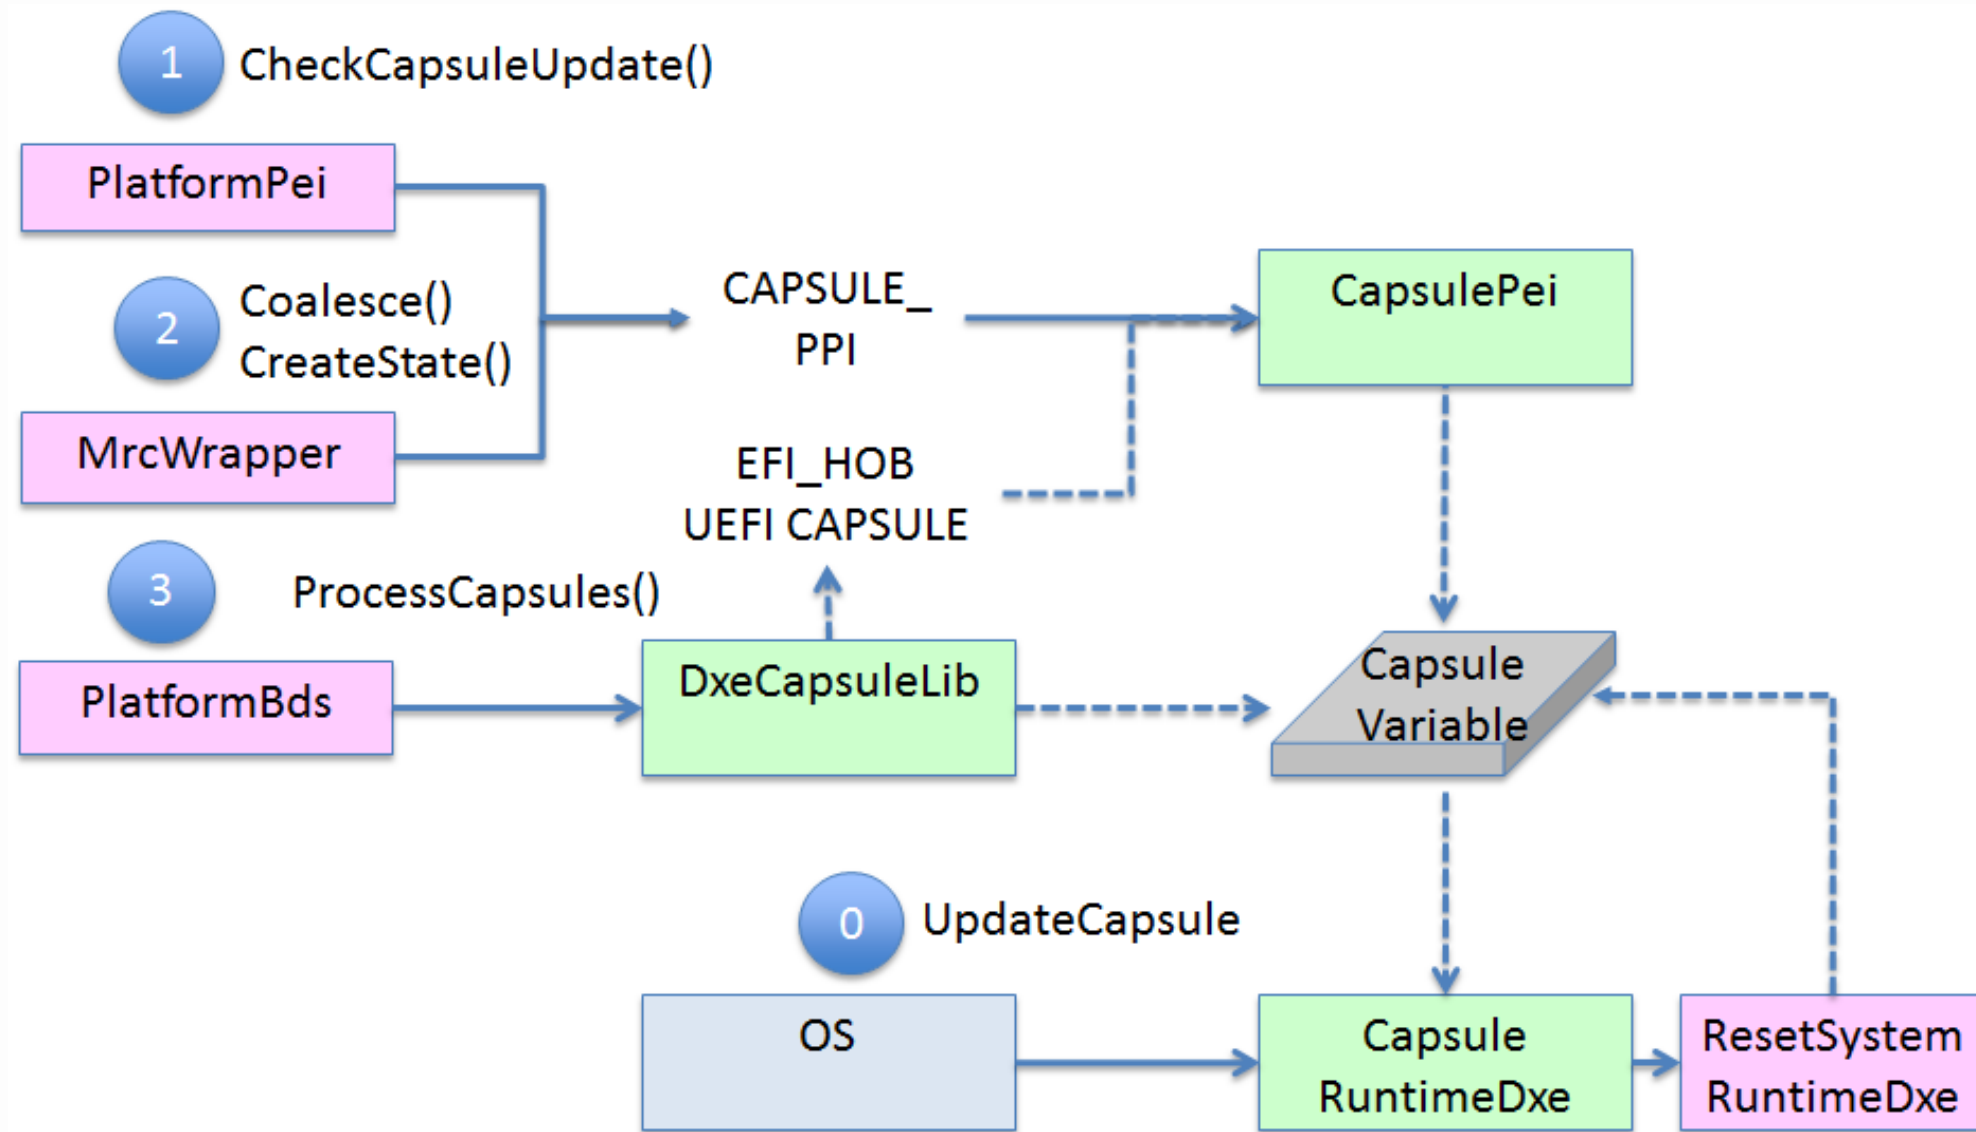 1
CheckCapsuleUpdate()
PlatformPei
2
Coalesce()
CreateState()
CAPSULE_
PPI
CapsulePei
MrcWrapper
EFI_HOB
UEFI CAPSULE
3
ProcessCapsules()
PlatformBds
DxeCapsuleLib
Capsule
Variable
0
UpdateCapsule
OS
Capsule
RuntimeDxe
ResetSystem
RuntimeDxe